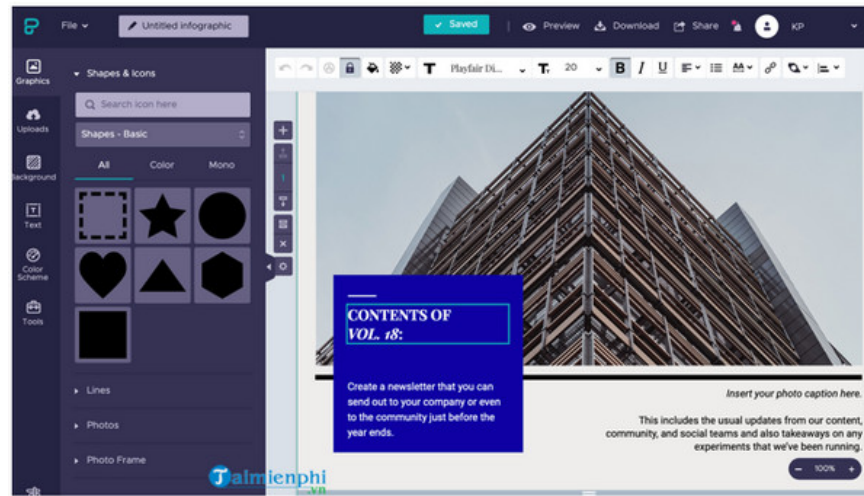 File
Untitled infographic
Saved
Preview
Download
Share
KP
Graphics
Uploads
Background
Text
Color
Scheme
Tools
Shapes & Icons
Search icon here
Shapes - Basic
All Color Mono
Lines
Photos
Photo Frame
Playfair Di...
20
B I U
AA
1
CONTENTS OF
VOL. 18:
Create a newsletter that you can
send out to your company or even
to the community just before the
year ends.
Insert your photo caption here.
This includes the usual updates from our content,
community, and social teams and also takeaways on any
experiments that we've been running.
100%
Taimienphi
.vn